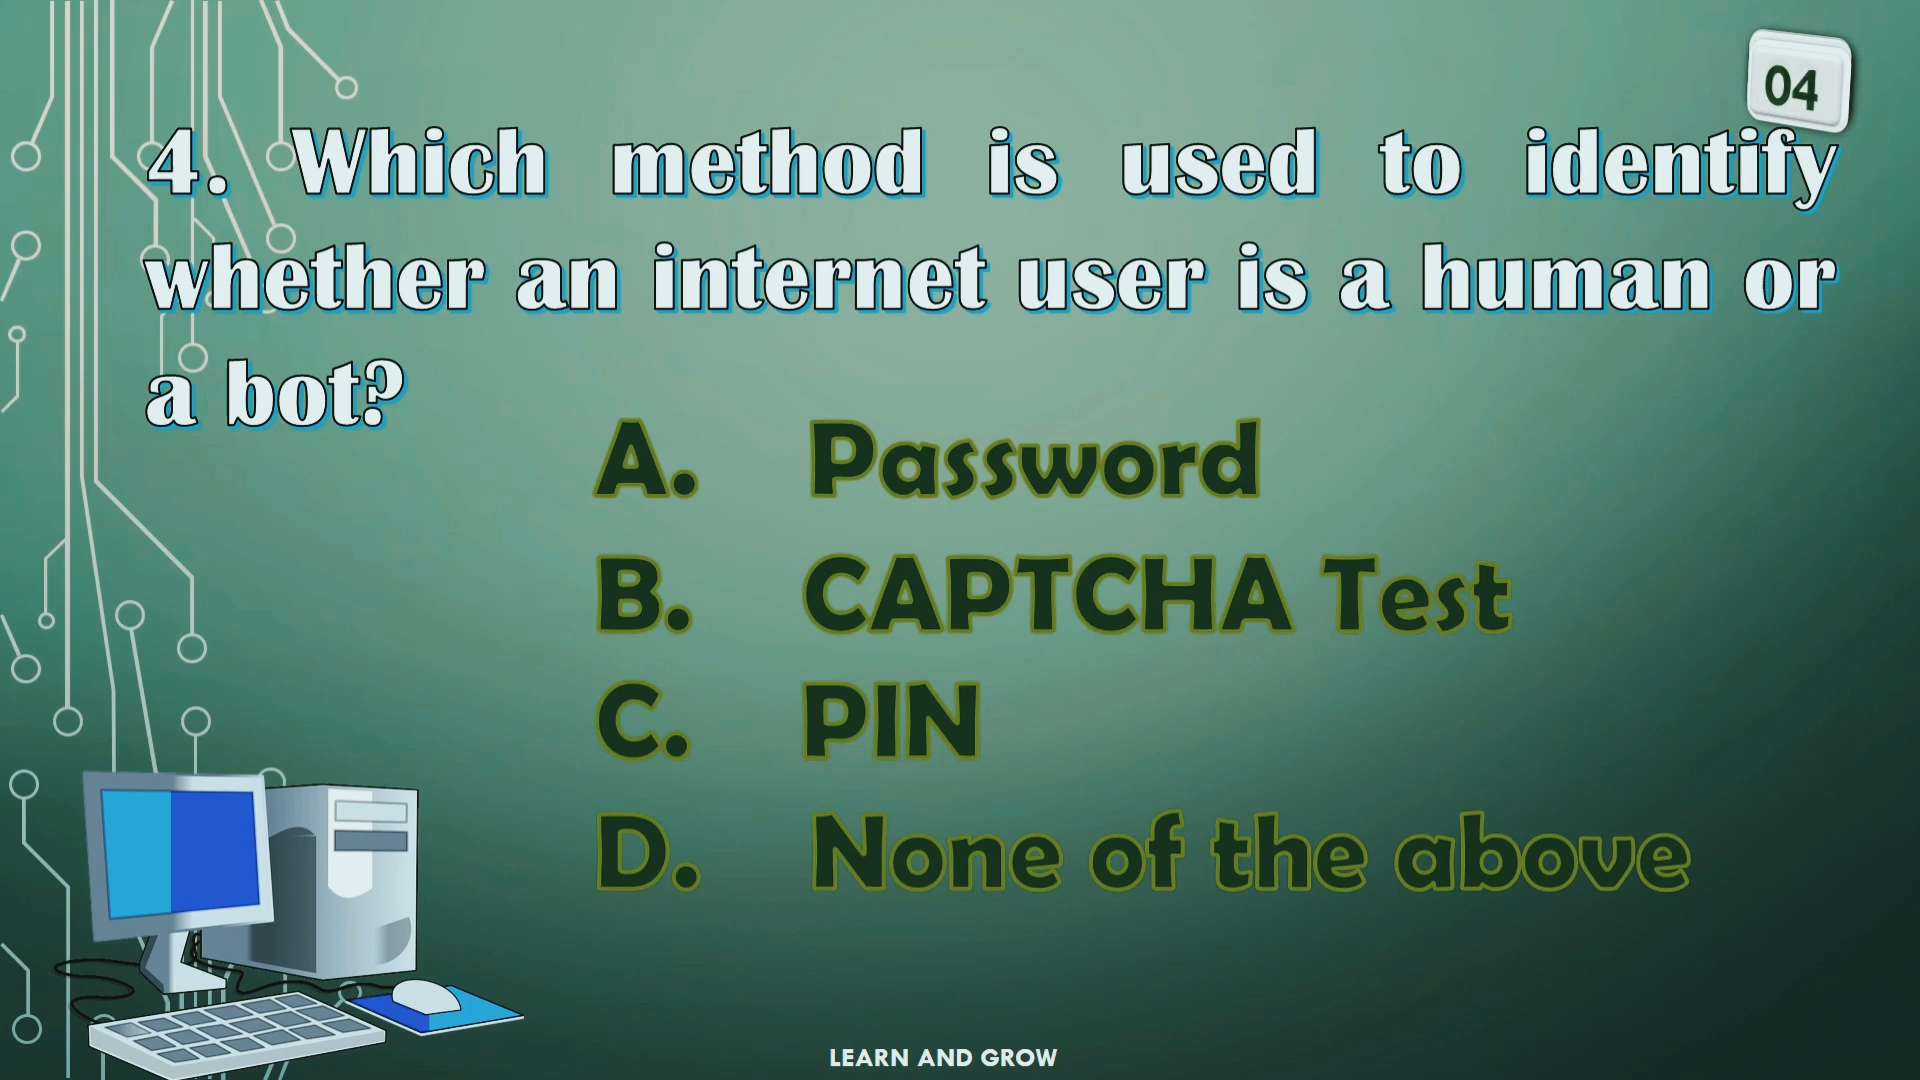 04
4. Which method is used to identify
whether an internet user is a human or
a bot?
A. Password
B. CAPTCHA Test
C. PIN
D. None of the above
LEARN AND GROW